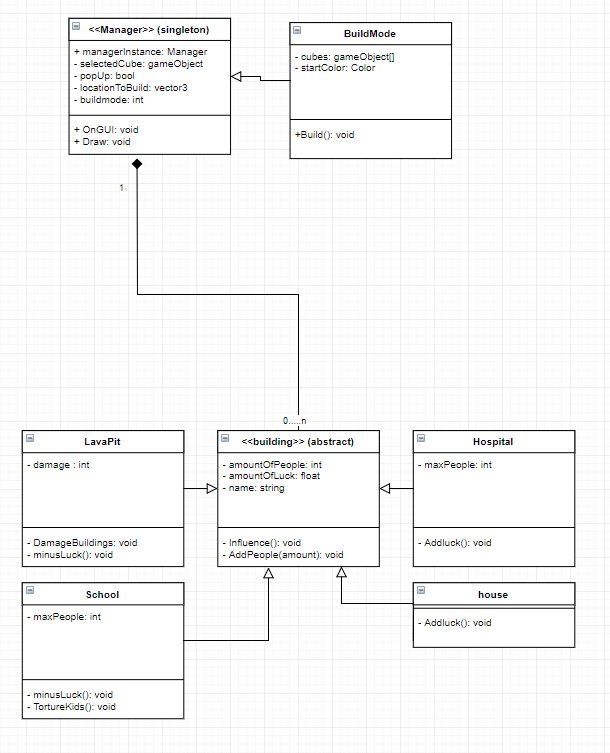 <<Manager>> (singleton)
+ managerInstance: Manager
- selectedCube: gameObject
- popUp: bool
- locationToBuild: vector3
- buildmode: int
+ OnGUI: void
+ Draw: void
BuildMode
- cubes: gameObject[]
- startColor: Color
+Build(): void
1
0.....n
LavaPit
- damage : int
- DamageBuildings: void
- minusLuck(): void
<<building>> (abstract)
- amountOfPeople: int
- amountOfLuck: float
- name: string
- Influence(): void
- AddPeople(amount): void
Hospital
- maxPeople: int
- Addluck(): void
School
- maxPeople: int
- minusLuck(): void
- TortureKids(): void
house
- Addluck(): void